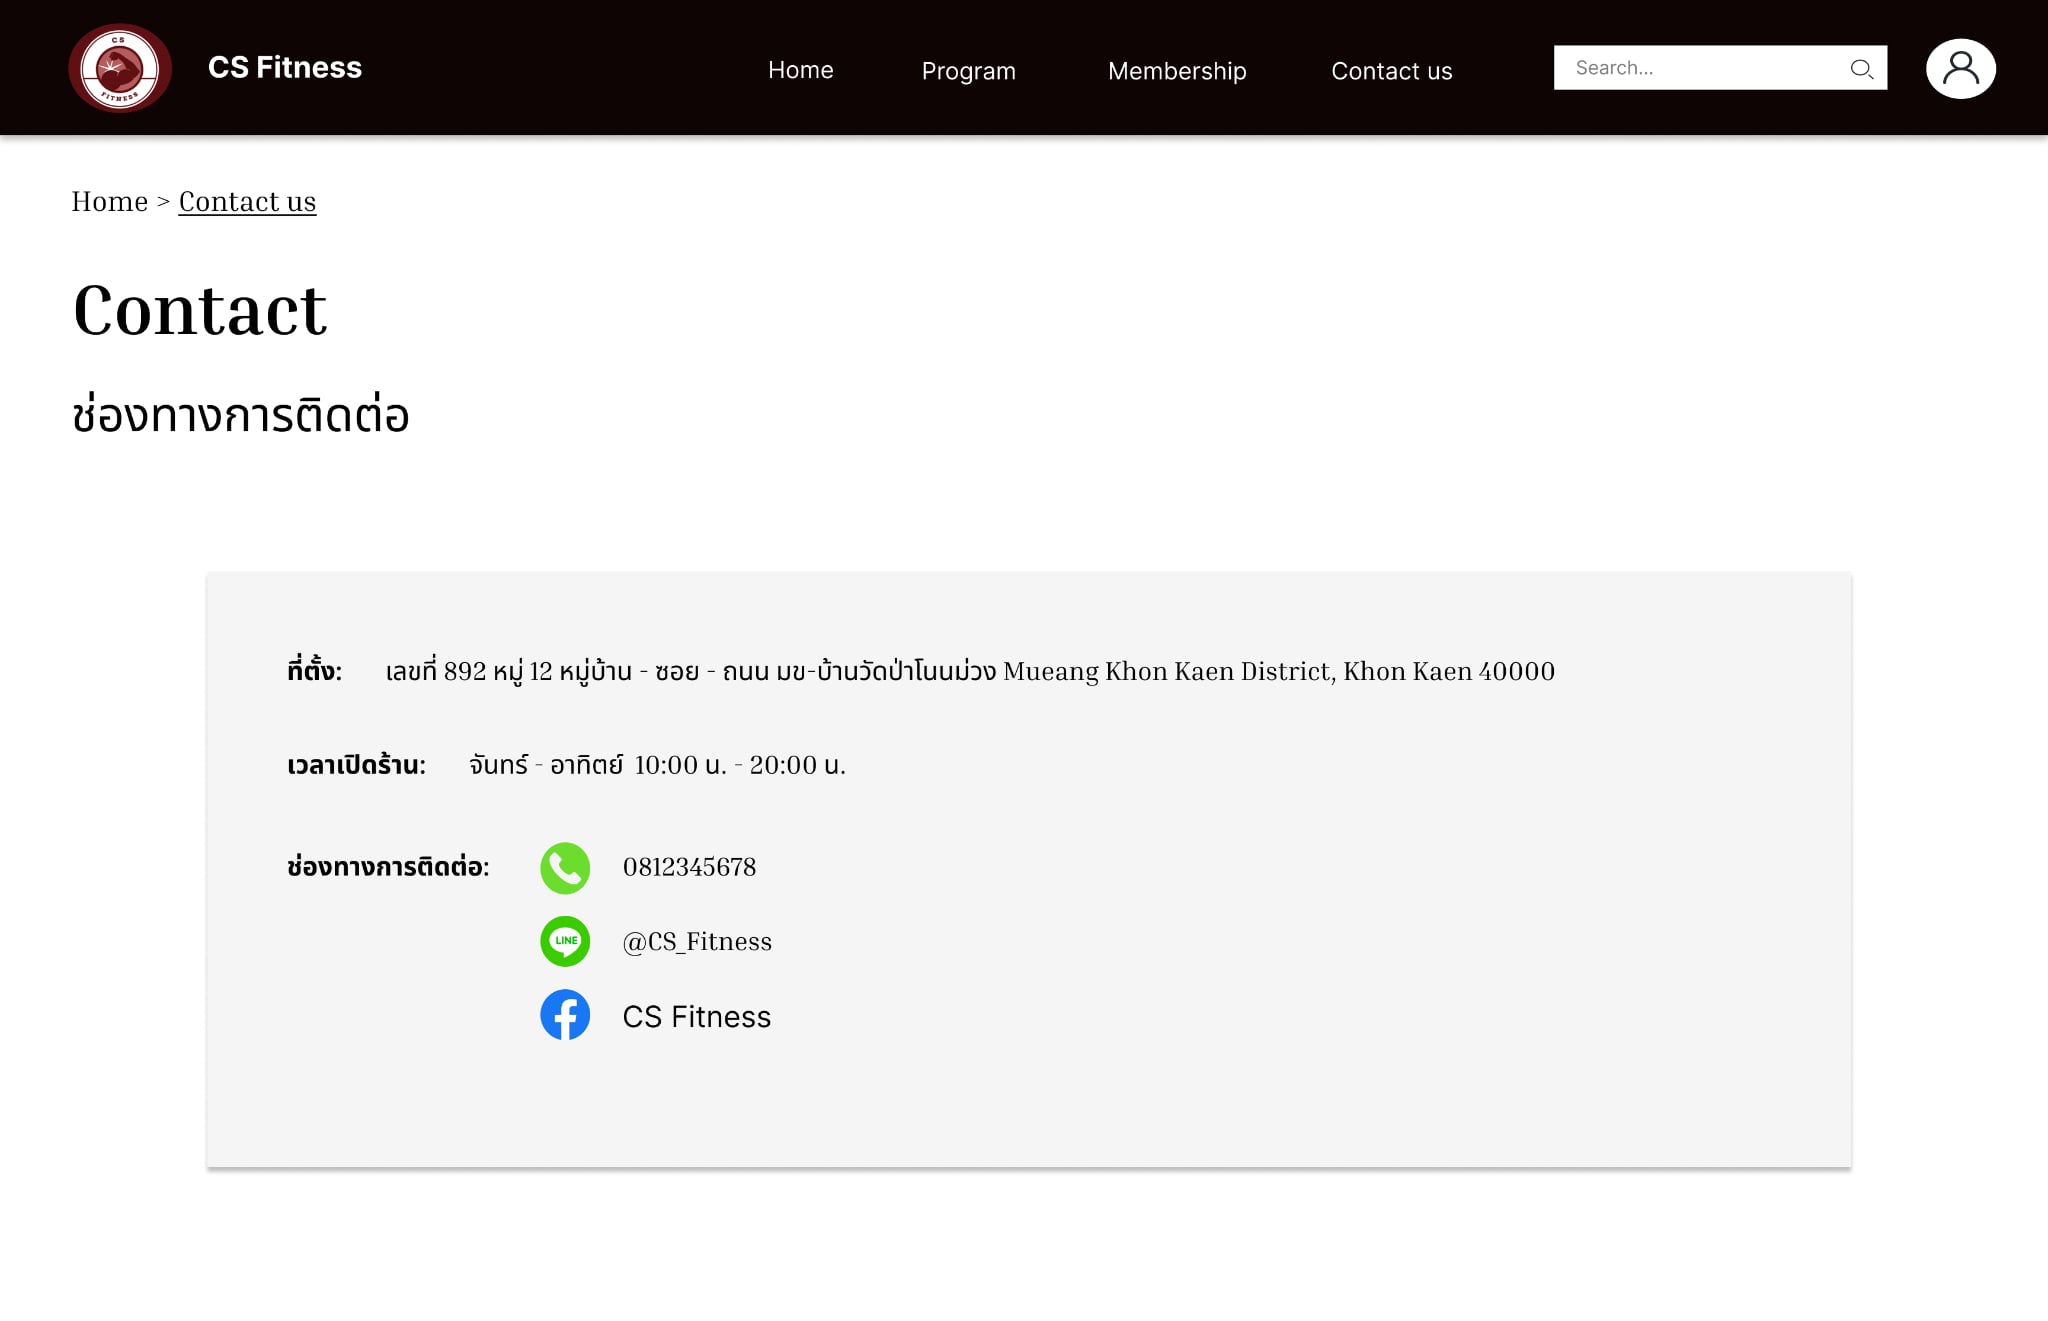 CS
FITNESS
CS Fitness
Home
Program
Membership
Contact us
Search...
Home > Contact us
Contact
ช่องทางการติดต่อ
ที่ตั้ง: เลขที่ 892 หมู่ 12 หมู่บ้าน - ซอย - ถนน มข-บ้านวัดป่าโนนม่วง Mueang Khon Kaen District, Khon Kaen 40000
เวลาเปิดร้าน: จันทร์ - อาทิตย์ 10:00 น. - 20:00 น.
ช่องทางการติดต่อ: 0812345678
LINE @CS_Fitness
CS Fitness